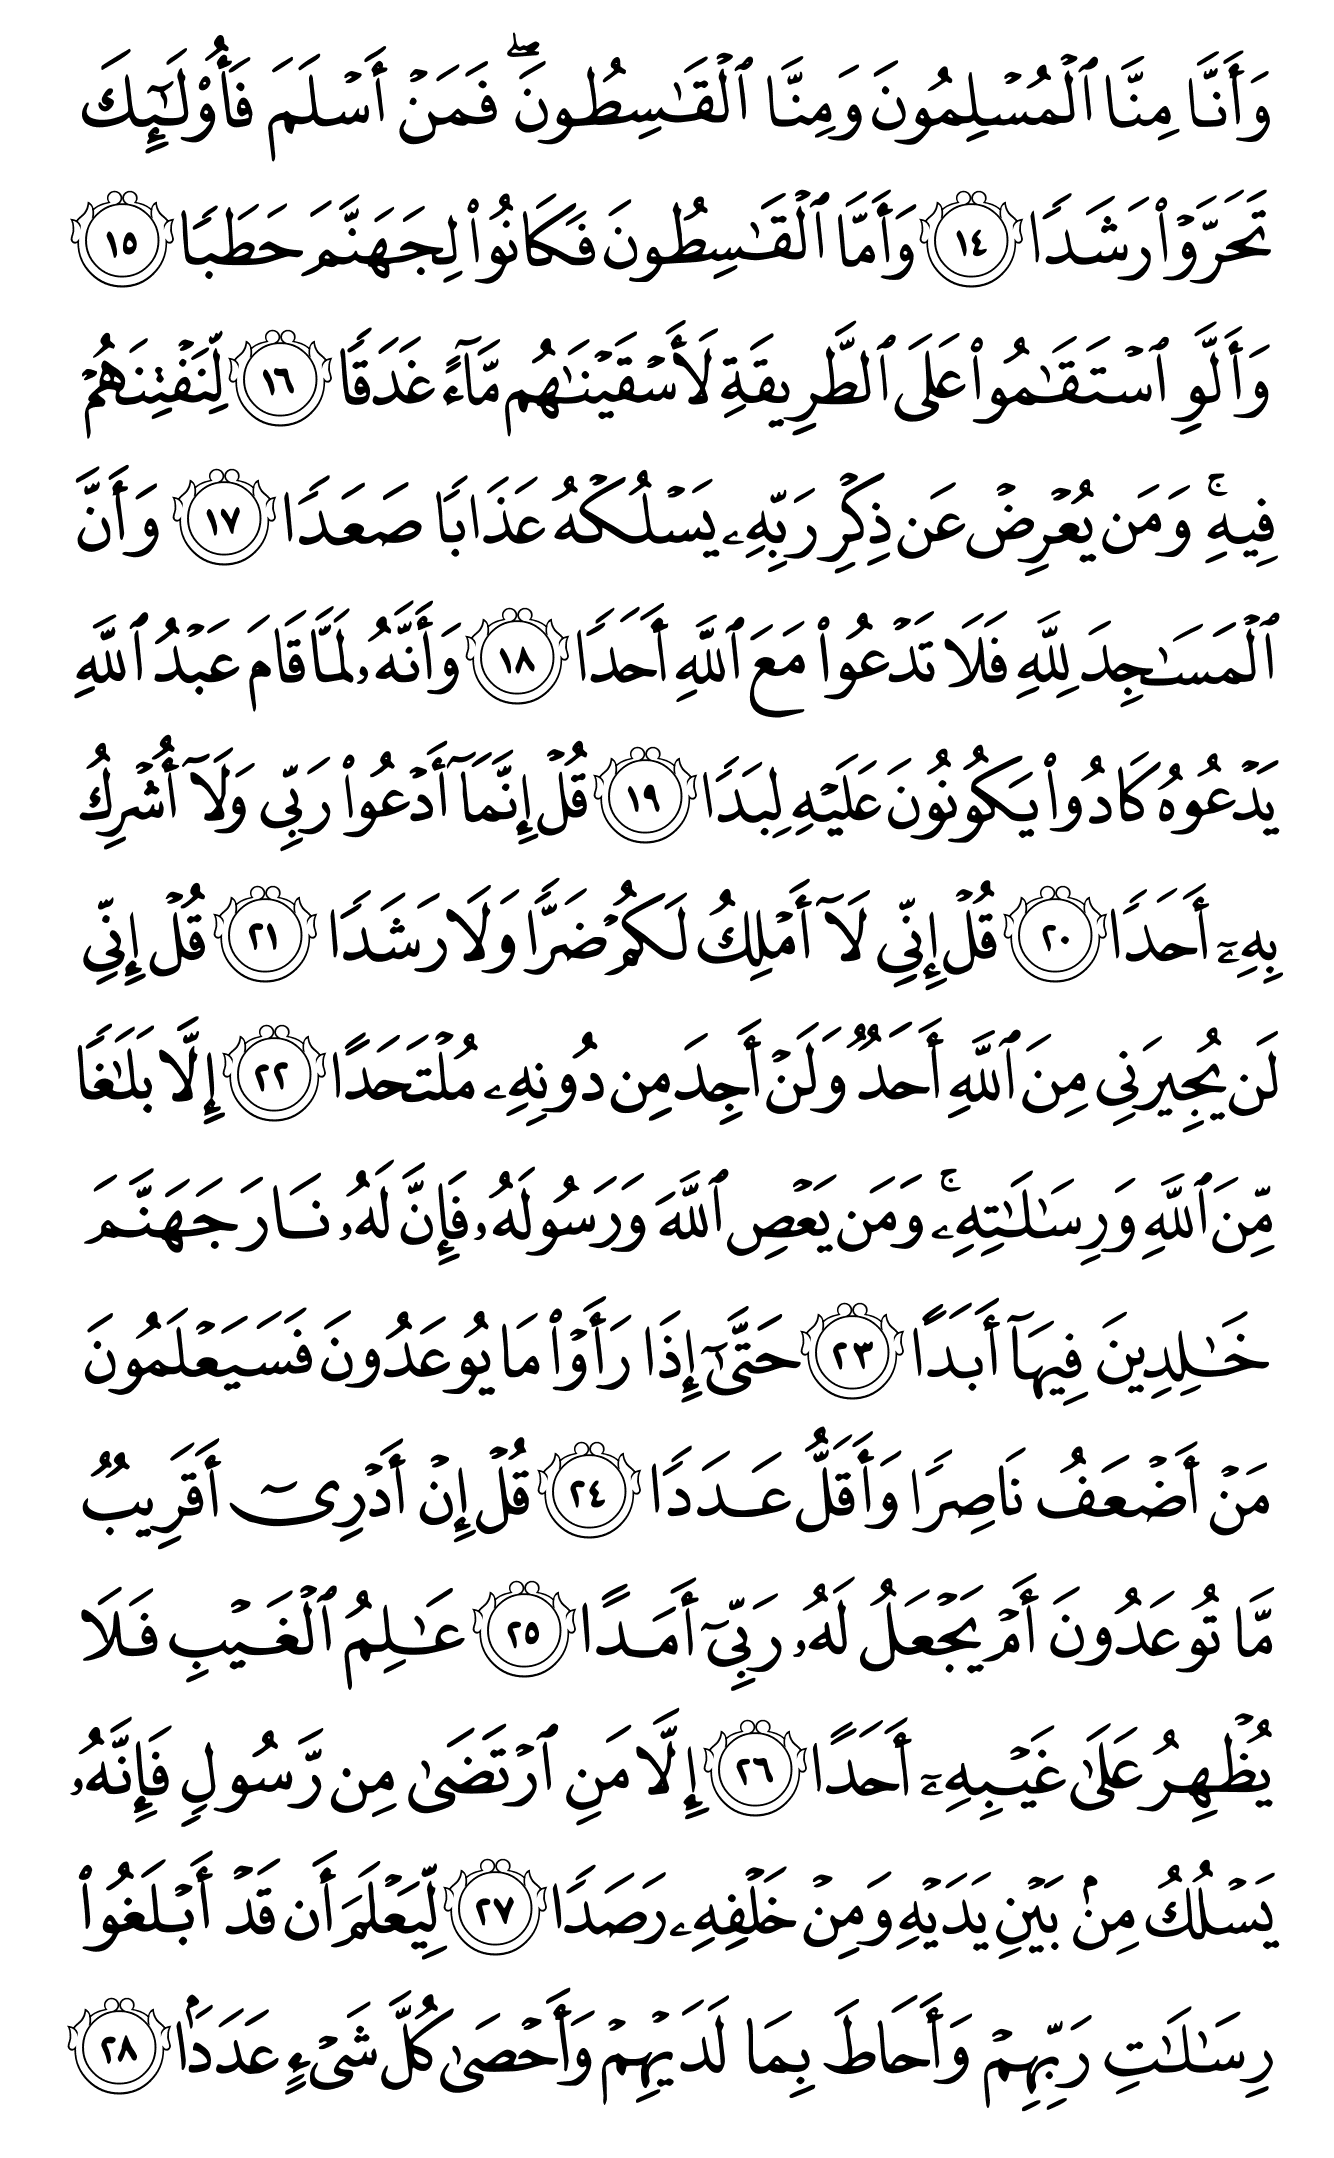 وَأَنَّا مِنَّا ٱلْمُسْلِمُونَ وَمِنَّا ٱلْقَـٰسِطُونَ ۖ فَمَنْ أَسْلَمَ فَأُو۟لَـٰٓئِكَ
تَحَرَّوْا۟ رَشَدًا ١٤ وَأَمَّا ٱلْقَـٰسِطُونَ فَكَانُوا۟ لِجَهَنَّمَ حَطَبًا ١٥
وَأَلَّوِ ٱسْتَقَـٰمُوا۟ عَلَى ٱلطَّرِيقَةِ لَأَسْقَيْنَـٰهُم مَّآءً غَدَقًا ١٦ لِّنَفْتِنَهُمْ
فِيهِ ۚ وَمَن يُعْرِضْ عَن ذِكْرِ رَبِّهِۦ يَسْلُكْهُ عَذَابًا صَعَدًا ١٧ وَأَنَّ
ٱلْمَسَـٰجِدَ لِلَّهِ فَلَا تَدْعُوا۟ مَعَ ٱللَّهِ أَحَدًا ١٨ وَأَنَّهُۥ لَمَّا قَامَ عَبْدُ ٱللَّهِ
يَدْعُوهُ كَادُوا۟ يَكُونُونَ عَلَيْهِ لِبَدًا ١٩ قُلْ إِنَّمَآ أَدْعُوا۟ رَبِّى وَلَآ أُشْرِكُ
بِهِۦٓ أَحَدًا ٢٠ قُلْ إِنِّى لَآ أَمْلِكُ لَكُمْ ضَرًّا وَلَا رَشَدًا ٢١ قُلْ إِنِّى
لَن يُجِيرَنِى مِنَ ٱللَّهِ أَحَدٌ وَلَنْ أَجِدَ مِن دُونِهِۦ مُلْتَحَدًا ٢٢ إِلَّا بَلَـٰغًا
مِّنَ ٱللَّهِ وَرِسَـٰلَـٰتِهِۦ ۚ وَمَن يَعْصِ ٱللَّهَ وَرَسُولَهُۥ فَإِنَّ لَهُۥ نَارَ جَهَنَّمَ
خَـٰلِدِينَ فِيهَآ أَبَدًا ٢٣ حَتَّىٰٓ إِذَا رَأَوْا۟ مَا يُوعَدُونَ فَسَيَعْلَمُونَ
مَنْ أَضْعَفُ نَاصِرًا وَأَقَلُّ عَدَدًا ٢٤ قُلْ إِنْ أَدْرِىٓ أَقَرِيبٌ
مَّا تُوعَدُونَ أَمْ يَجْعَلُ لَهُۥ رَبِّىٓ أَمَدًا ٢٥ عَـٰلِمُ ٱلْغَيْبِ فَلَا
يُظْهِرُ عَلَىٰ غَيْبِهِۦٓ أَحَدًا ٢٦ إِلَّا مَنِ ٱرْتَضَىٰ مِن رَّسُولٍ فَإِنَّهُۥ
يَسْلُكُ مِنۢ بَيْنِ يَدَيْهِ وَمِنْ خَلْفِهِۦ رَصَدًا ٢٧ لِّيَعْلَمَ أَن قَدْ أَبْلَغُوا۟
رِسَـٰلَـٰتِ رَبِّهِمْ وَأَحَاطَ بِمَا لَدَيْهِمْ وَأَحْصَىٰ كُلَّ شَىْءٍ عَدَدَۢا ٢٨